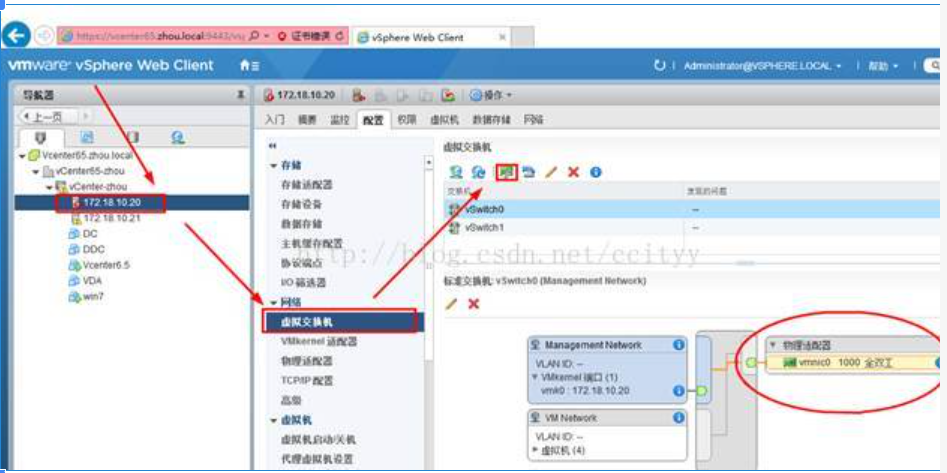 https://vcenter65.zhou.local:9443/vsp
证书错误
vSphere Web Client
vmware® vSphere Web Client
Administrator@VSPHERE.LOCAL
帮助
导航器
172.18.10.20
操作
上一页
入门 摘要 监控 配置 权限 虚拟机 数据存储 网络
Vcenter65.zhou.local
vCenter65-zhou
vCenter-zhou
172.18.10.20
172.18.10.21
DC
DDC
Vcenter6.5
VDA
win7
存储
存储适配器
存储设备
数据存储
主机缓存配置
协议端点
I/O 筛选器
网络
虚拟交换机
VMkernel 适配器
物理适配器
TCP/IP 配置
高级
虚拟机
虚拟机启动/关机
代理虚拟机设置
虚拟交换机
交换机
发现的问题
vSwitch0
--
vSwitch1
--
http://blog.csdn.net/ccityy
标准交换机: vSwitch0 (Management Network)
Management Network
VLAN ID: --
VMkernel 端口 (1)
vmk0 : 172.18.10.20
VM Network
VLAN ID: --
虚拟机 (4)
物理适配器
vmnic0 1000 全双工